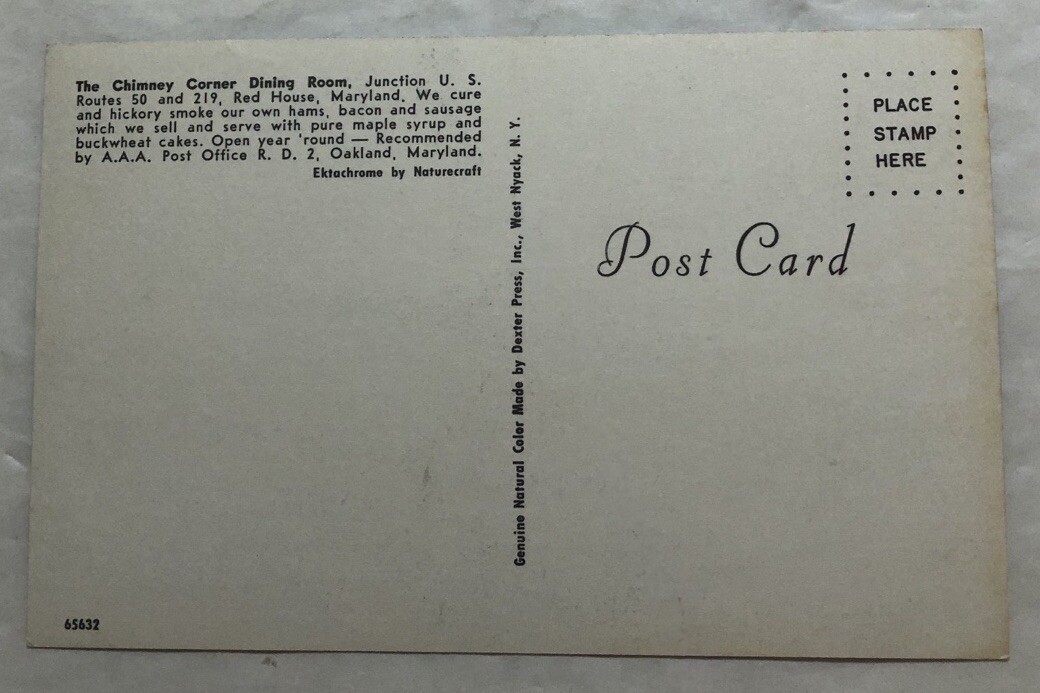 The Chimney Corner Dining Room, Junction U. S.
Routes 50 and 219, Red House, Maryland. We cure
and hickory smoke our own hams, bacon and sausage
which we sell and serve with pure maple syrup and
buckwheat cakes. Open year 'round — Recommended
by A.A.A. Post Office R. D. 2, Oakland, Maryland.
Ektachrome by Naturecraft
65632
Genuine Natural Color Made by Dexter Press, Inc., West Nyack, N. Y.
PLACE
STAMP
HERE
Post Card